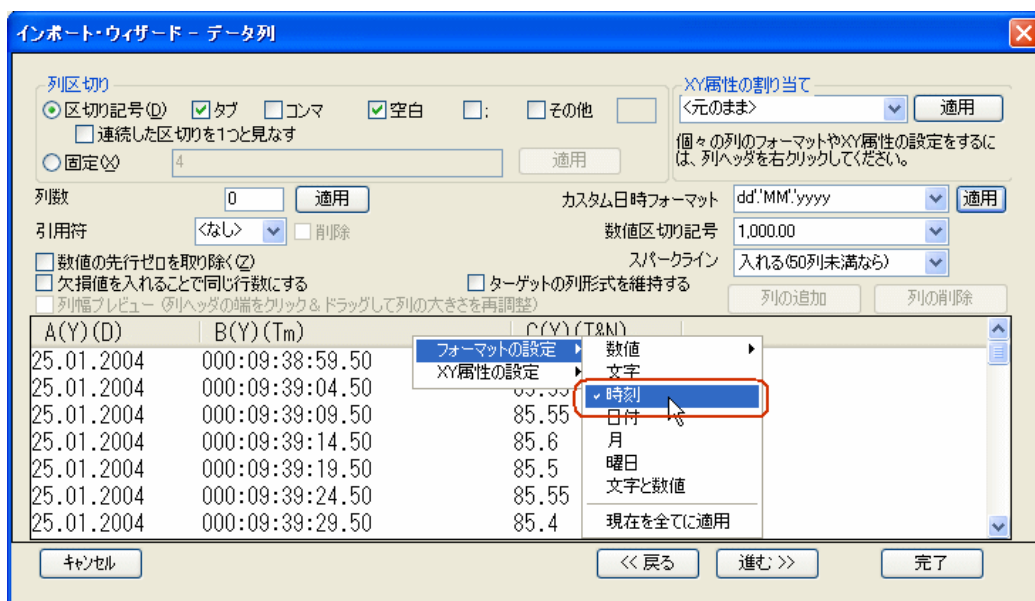 インポート・ウィザード - データ列
列区切り
区切り記号(D) タブ コンマ 空白 : その他
連続した区切りを1つと見なす
固定(X) 4 適用
XY属性の割り当て
<元のまま> 適用
個々の列のフォーマットやXY属性の設定をするに
は、列ヘッダを右クリックしてください。
列数 0 適用
カスタム日時フォーマット dd'.'MM'.'yyyy 適用
引用符 <なし> 削除
数値区切り記号 1,000.00
数値の先行ゼロを取り除く(Z)
スパークライン 入れる(50列未満なら)
欠損値を入れることで同じ行数にする
ターゲットの列形式を維持する
列幅プレビュー (列ヘッダの端をクリック&ドラッグして列の大きさを再調整)
列の追加 列の削除
A(Y)(D) B(Y)(Tm) C(Y)(T&N)
25.01.2004 000:09:38:59.50
25.01.2004 000:09:39:04.50
25.01.2004 000:09:39:09.50 85.55
25.01.2004 000:09:39:14.50 85.6
25.01.2004 000:09:39:19.50 85.5
25.01.2004 000:09:39:24.50 85.55
25.01.2004 000:09:39:29.50 85.4
フォーマットの設定
XY属性の設定
数値
文字
時刻
日付
月
曜日
文字と数値
現在を全てに適用
キャンセル << 戻る 進む >> 完了